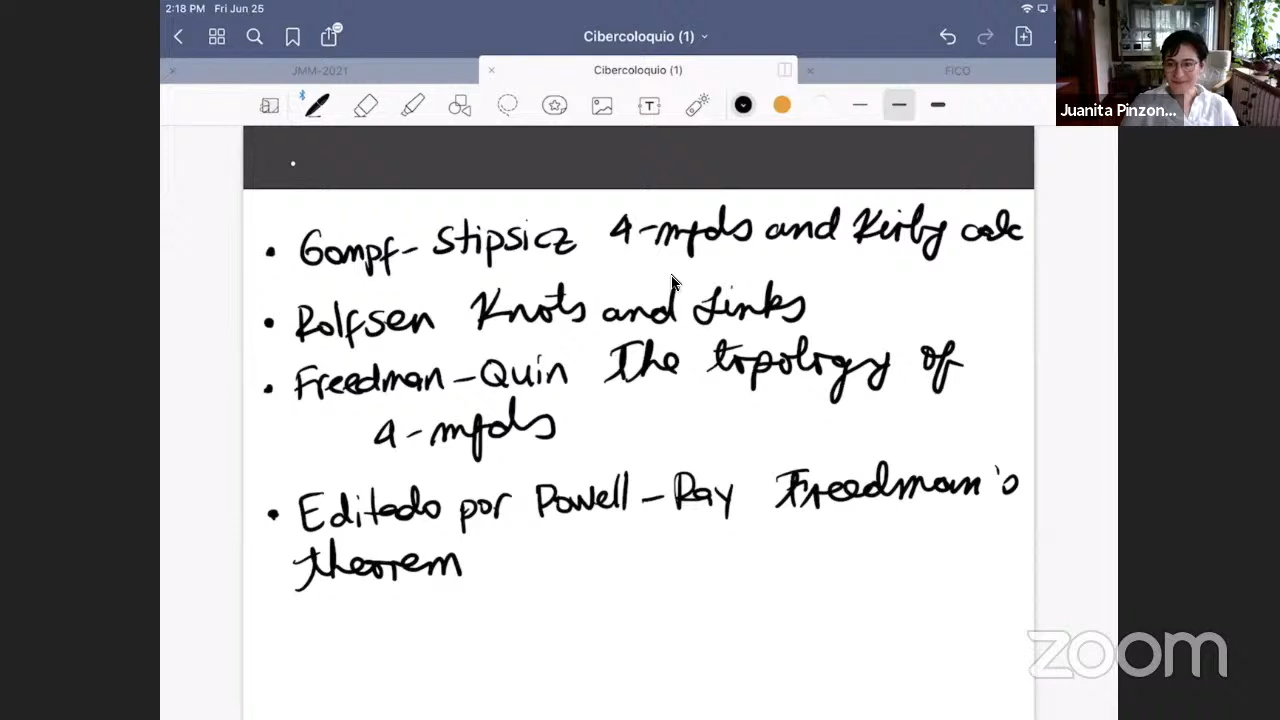 2:18 PM Fri Jun 25
Cibercoloquio (1)
JMM-2021
Cibercoloquio (1)
FICO
Juanita Pinzon...
• Gompf-Stipsicz 4-mfds and Kirby calc
• Rolfsen Knots and Links
• Freedman-Quin The topology of
4-mfds
• Editado por Powell-Ray Freedman's
theorem
zoom